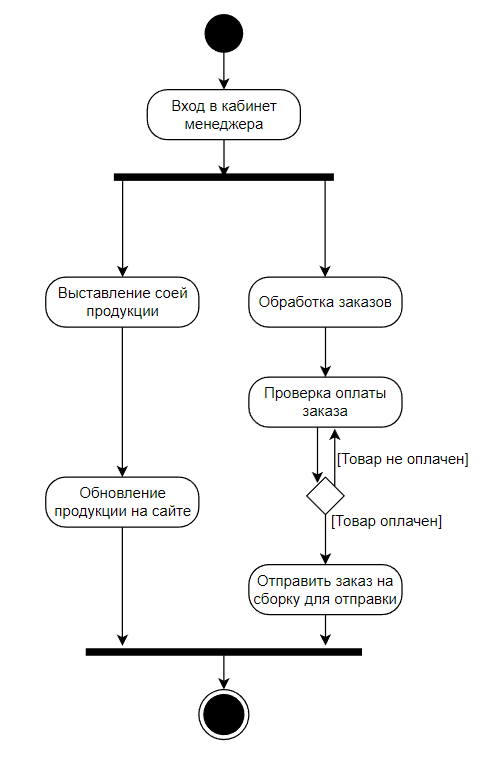 Вход в кабинет
менеджера
Выставление соей
продукции
Обработка заказов
Проверка оплаты
заказа
[Товар не оплачен]
Обновление
продукции на сайте
[Товар оплачен]
Отправить заказ на
сборку для отправки